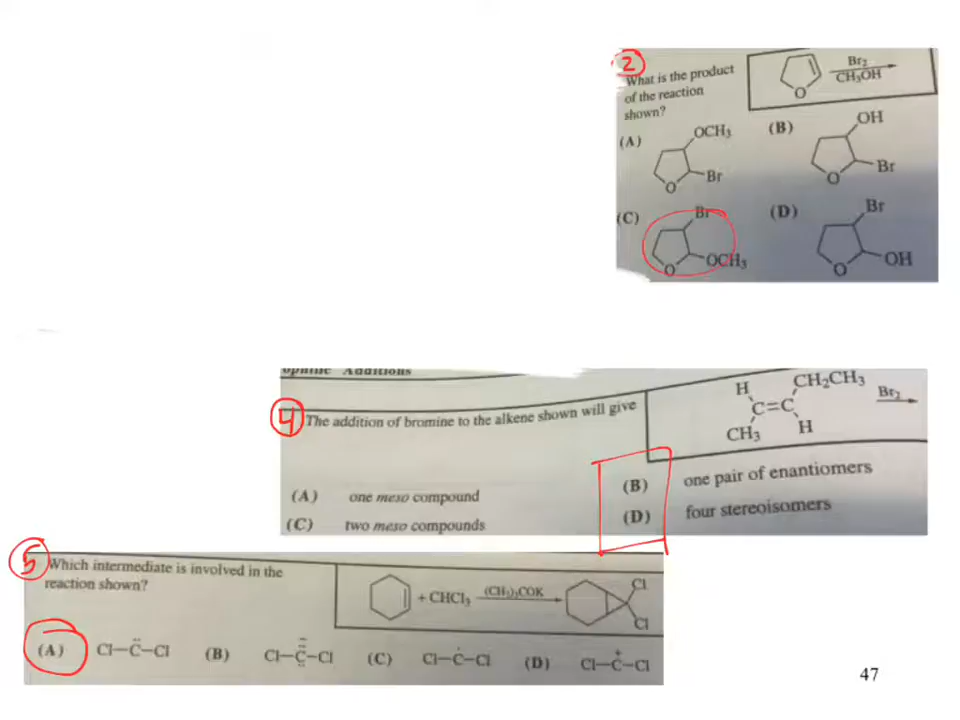 2
What is the product
of the reaction
shown?
Br2
CH3OH
O
(A)
OCH3
Br
O
(B)
OH
Br
O
(C)
Br
OCH3
O
(D)
Br
OH
O
ophilic Additions
4 The addition of bromine to the alkene shown will give
H CH2CH3
C=C
CH3 H
Br2
(A) one meso compound
(B) one pair of enantiomers
(C) two meso compounds
(D) four stereoisomers
5 Which intermediate is involved in the
reaction shown?
+ CHCl3 (CH3)3COK
Cl
Cl
(A) Cl–C̈–Cl
(B) Cl–C–Cl
(C) Cl–Ċ–Cl
(D) Cl–C–Cl
+
47